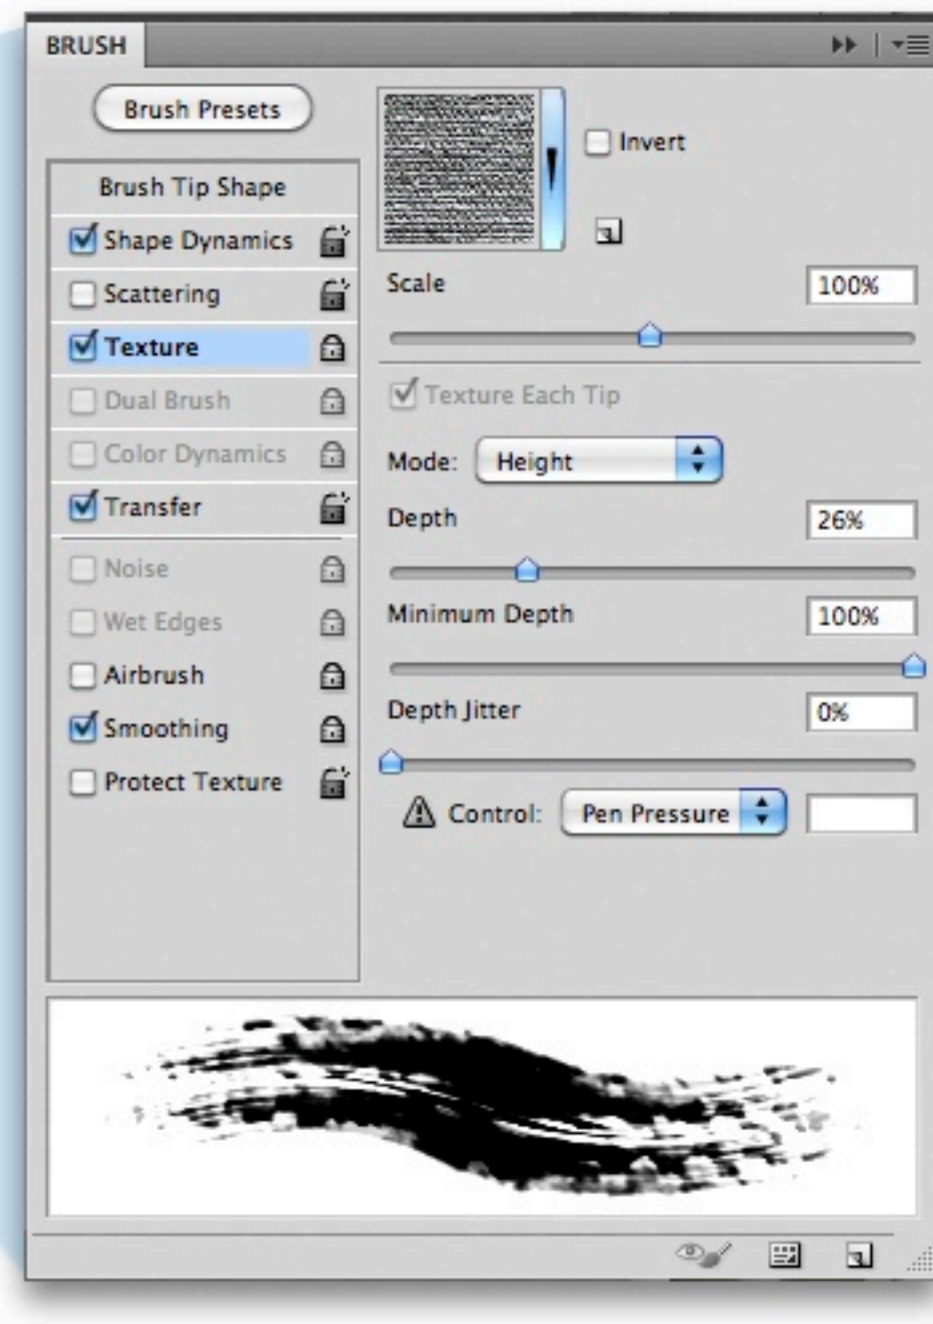 BRUSH
Brush Presets
Invert
Brush Tip Shape
Shape Dynamics
Scattering
Texture
Dual Brush
Color Dynamics
Transfer
Noise
Wet Edges
Airbrush
Smoothing
Protect Texture
Scale
100%
Texture Each Tip
Mode: Height
Depth
26%
Minimum Depth
100%
Depth Jitter
0%
Control: Pen Pressure